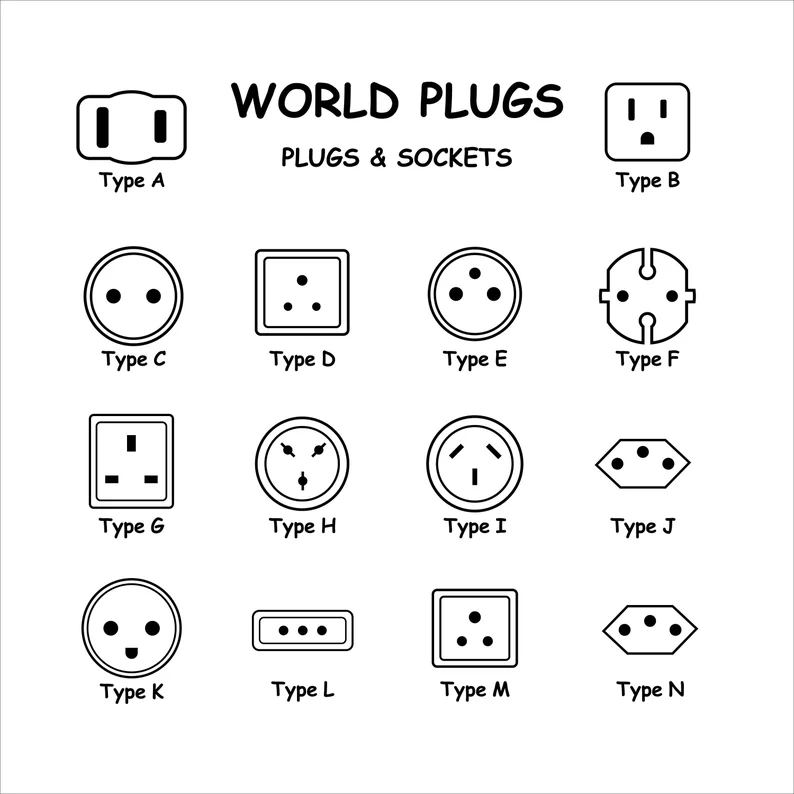 WORLD PLUGS
PLUGS & SOCKETS
Type A
Type B
Type C
Type D
Type E
Type F
Type G
Type H
Type I
Type J
Type K
Type L
Type M
Type N